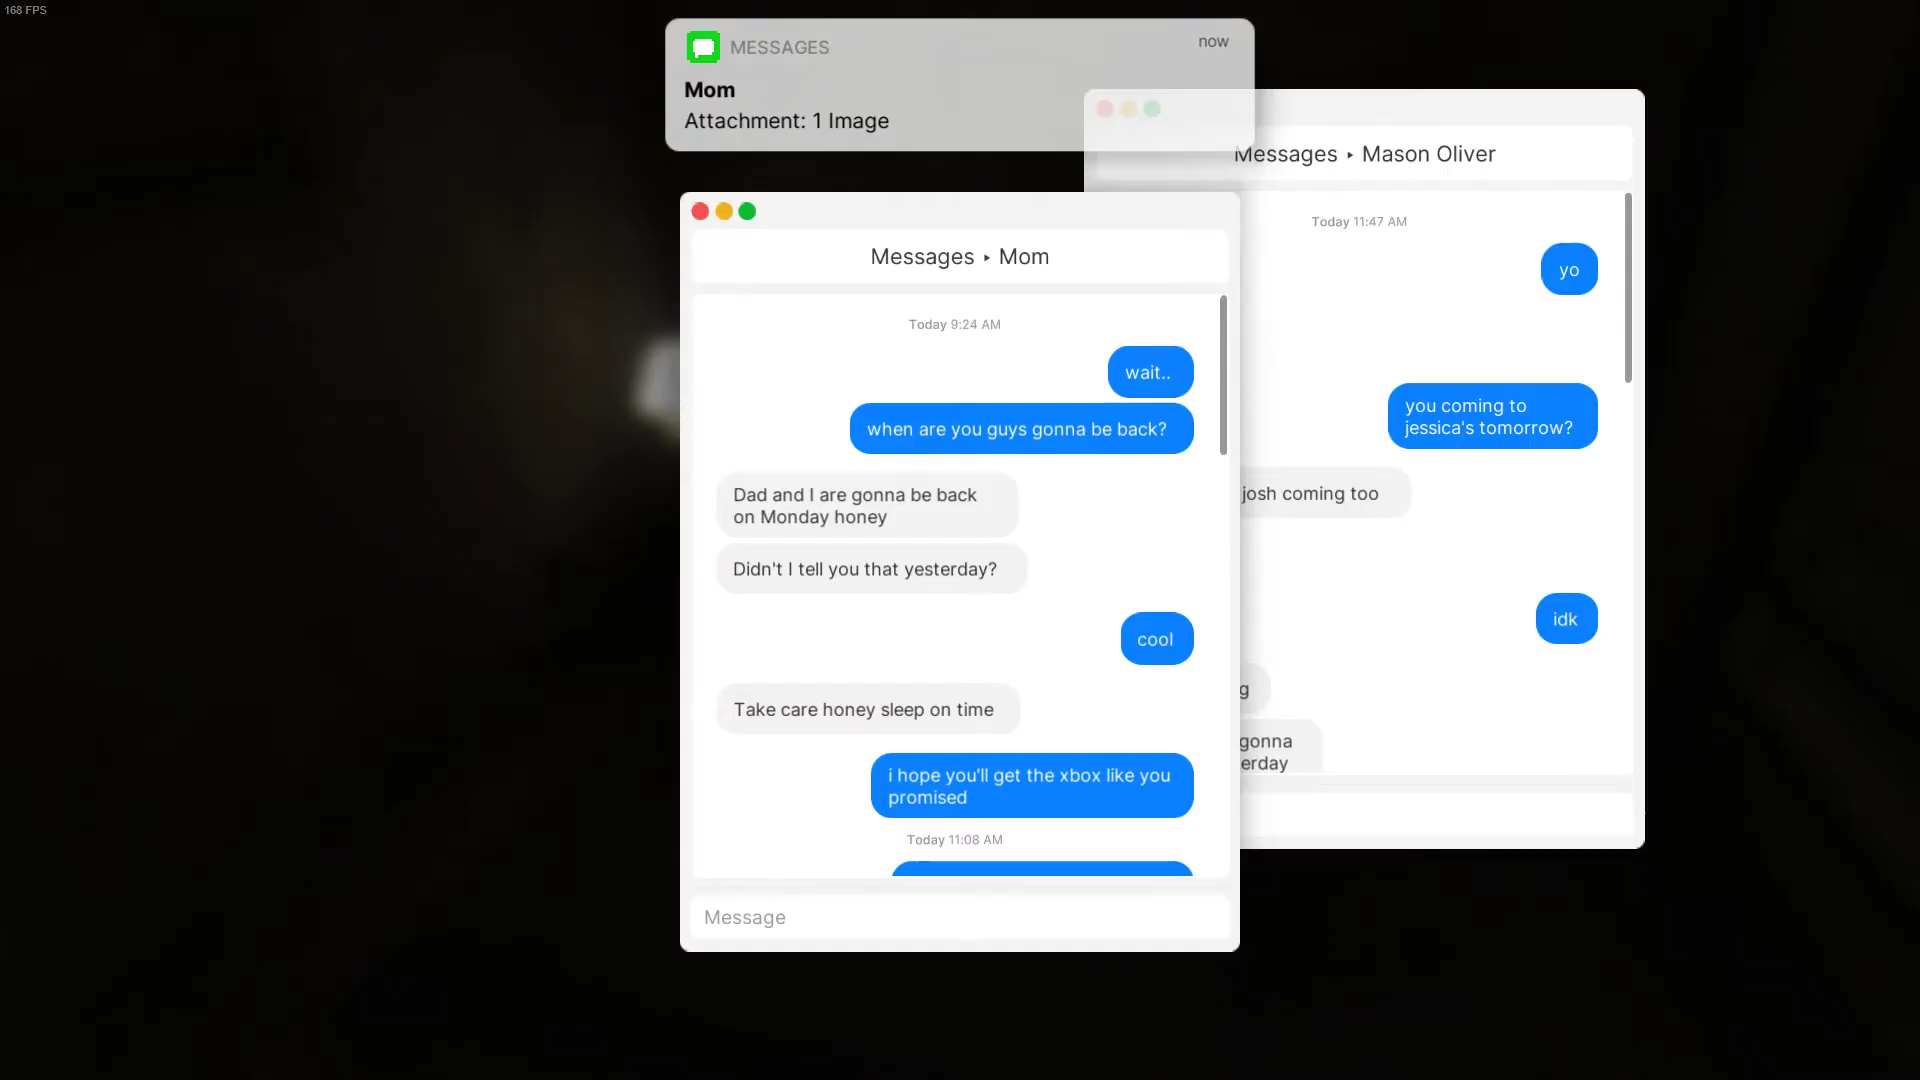 168 FPS
MESSAGES
now
Mom
Attachment: 1 Image
Messages ‣ Mom
Today 9:24 AM
wait..
when are you guys gonna be back?
Dad and I are gonna be back
on Monday honey
Didn't I tell you that yesterday?
cool
Take care honey sleep on time
i hope you'll get the xbox like you
promised
Today 11:08 AM
Message
Messages ‣ Mason Oliver
Today 11:47 AM
yo
you coming to
jessica's tomorrow?
josh coming too
idk
g
gonna
erday